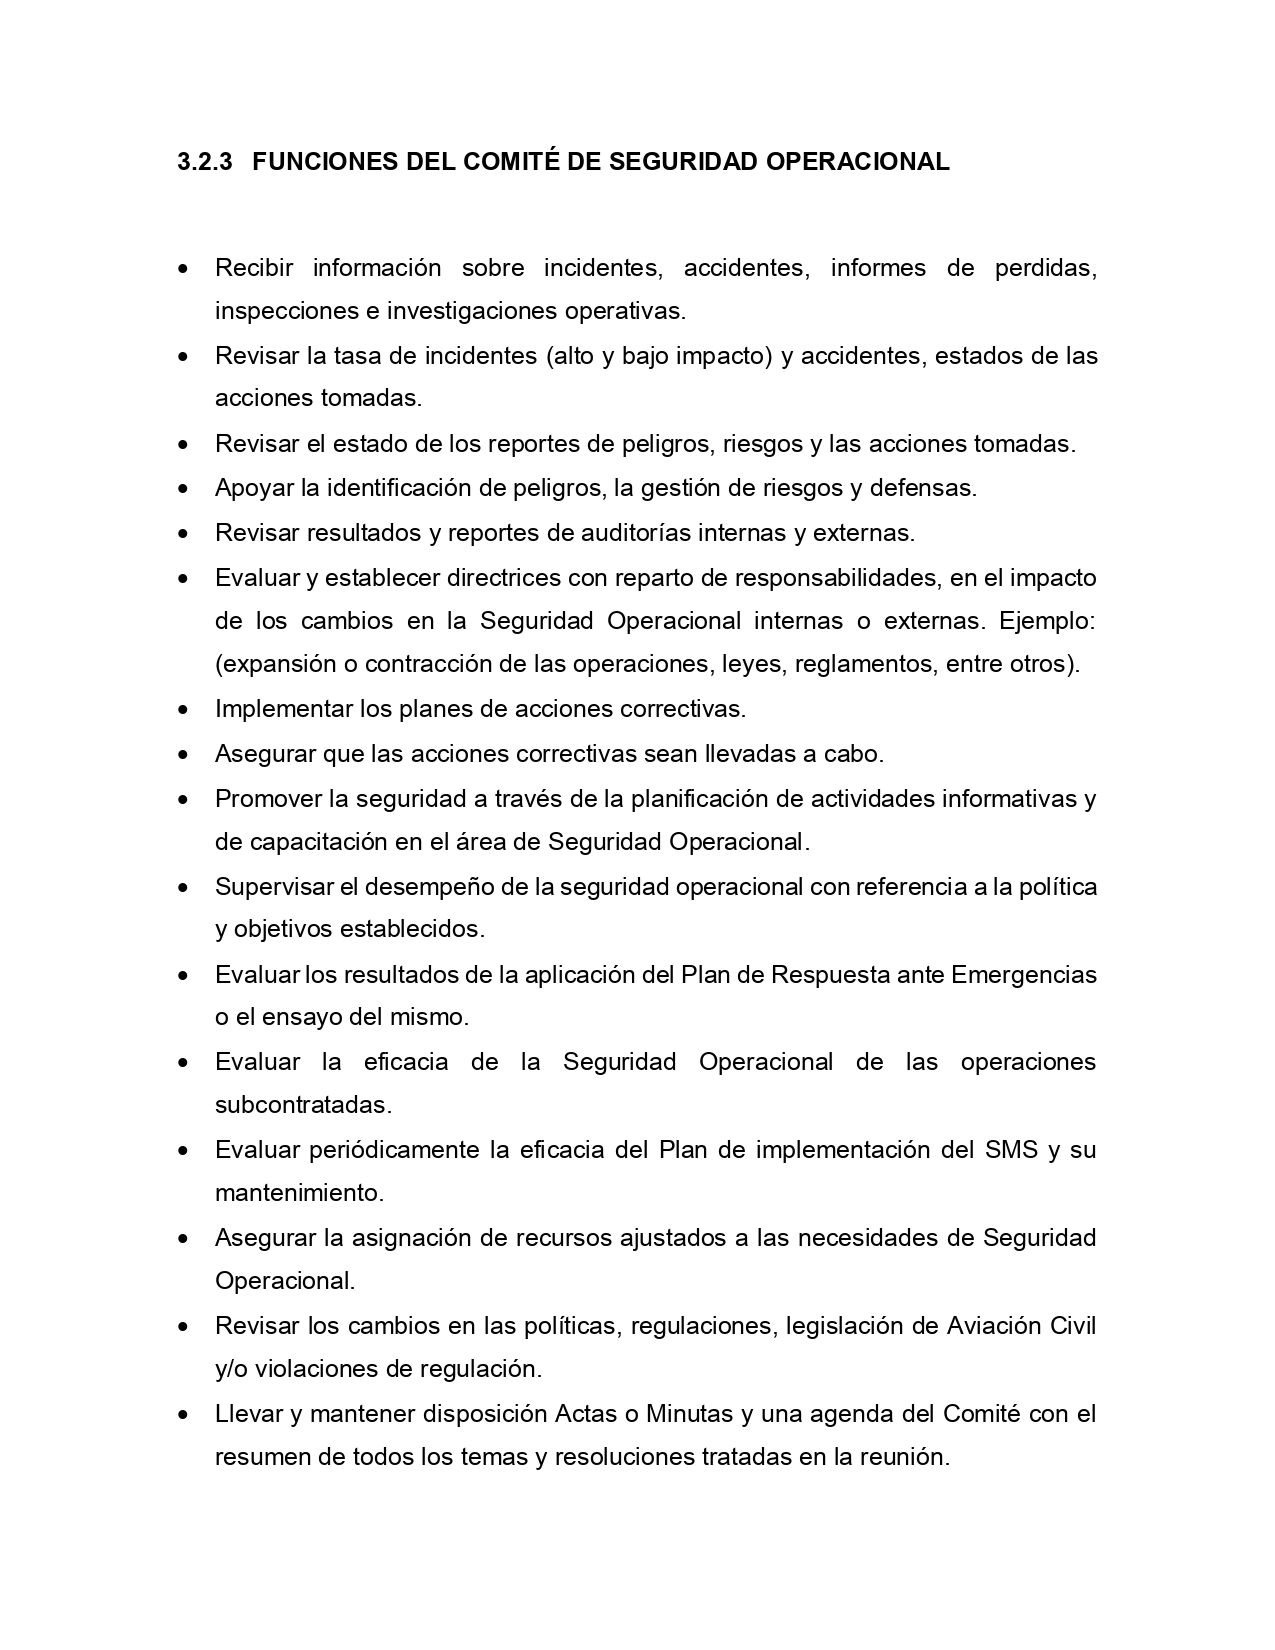 3.2.3 FUNCIONES DEL COMITÉ DE SEGURIDAD OPERACIONAL
• Recibir información sobre incidentes, accidentes, informes de perdidas,
inspecciones e investigaciones operativas.
• Revisar la tasa de incidentes (alto y bajo impacto) y accidentes, estados de las
acciones tomadas.
• Revisar el estado de los reportes de peligros, riesgos y las acciones tomadas.
• Apoyar la identificación de peligros, la gestión de riesgos y defensas.
• Revisar resultados y reportes de auditorías internas y externas.
• Evaluar y establecer directrices con reparto de responsabilidades, en el impacto
de los cambios en la Seguridad Operacional internas o externas. Ejemplo:
(expansión o contracción de las operaciones, leyes, reglamentos, entre otros).
• Implementar los planes de acciones correctivas.
• Asegurar que las acciones correctivas sean llevadas a cabo.
• Promover la seguridad a través de la planificación de actividades informativas y
de capacitación en el área de Seguridad Operacional.
• Supervisar el desempeño de la seguridad operacional con referencia a la política
y objetivos establecidos.
• Evaluar los resultados de la aplicación del Plan de Respuesta ante Emergencias
o el ensayo del mismo.
• Evaluar la eficacia de la Seguridad Operacional de las operaciones
subcontratadas.
• Evaluar periódicamente la eficacia del Plan de implementación del SMS y su
mantenimiento.
• Asegurar la asignación de recursos ajustados a las necesidades de Seguridad
Operacional.
• Revisar los cambios en las políticas, regulaciones, legislación de Aviación Civil
y/o violaciones de regulación.
• Llevar y mantener disposición Actas o Minutas y una agenda del Comité con el
resumen de todos los temas y resoluciones tratadas en la reunión.